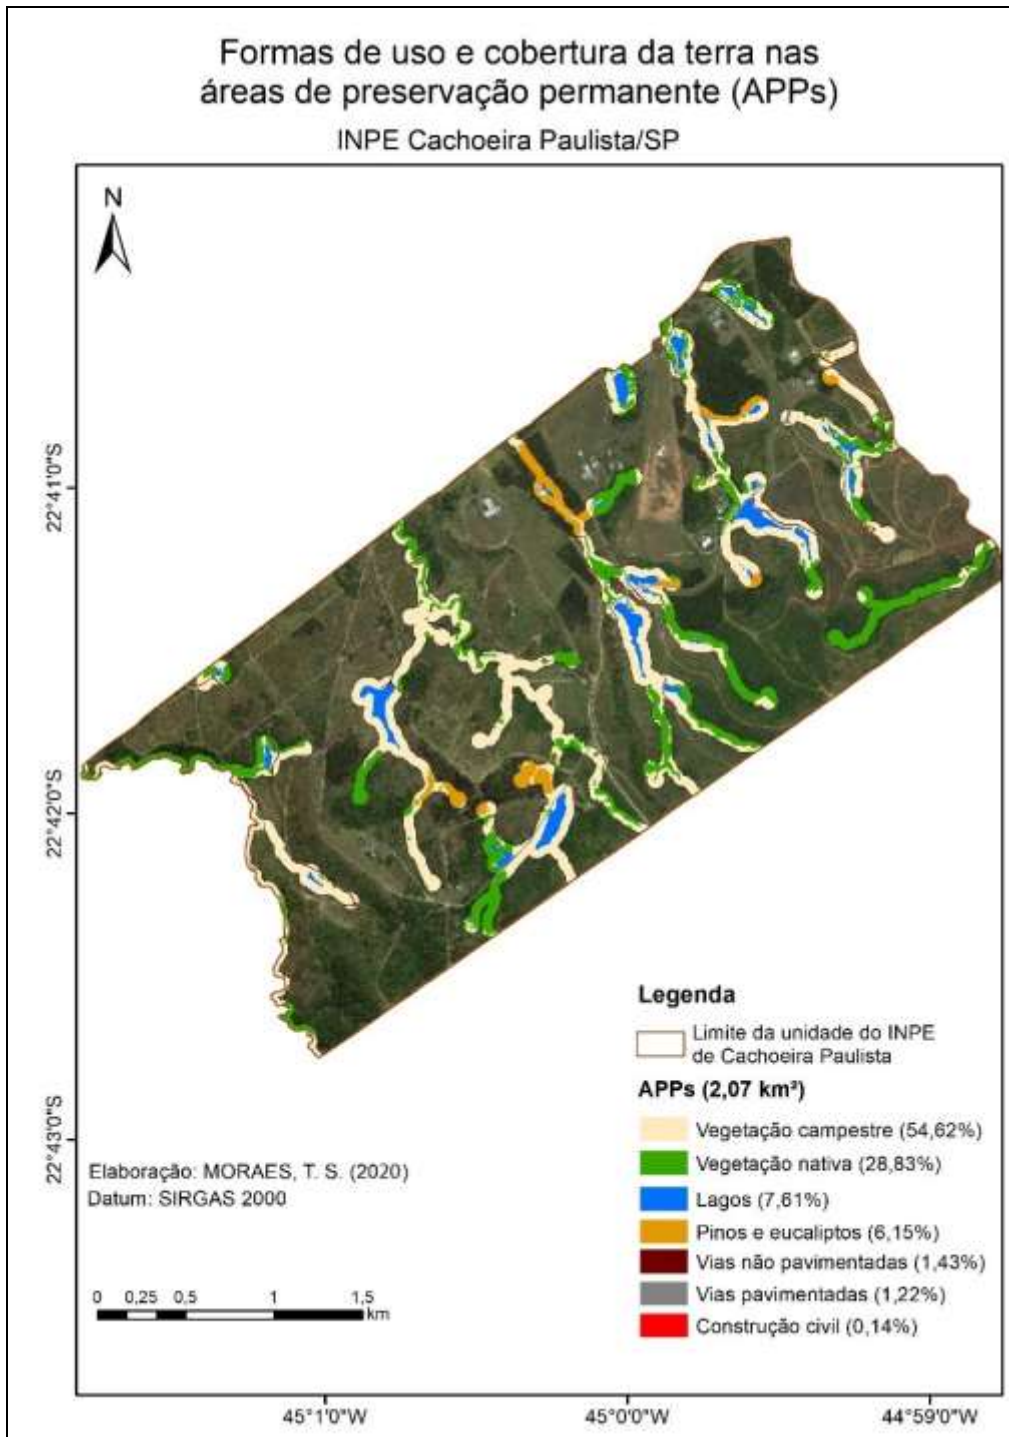 Formas de uso e cobertura da terra nas
áreas de preservação permanente (APPs)
INPE Cachoeira Paulista/SP
N
22°41'0"S
22°42'0"S
22°43'0"S
Legenda
Limite da unidade do INPE
de Cachoeira Paulista
APPs (2,07 km²)
Vegetação campestre (54,62%)
Vegetação nativa (28,83%)
Lagos (7,61%)
Pinos e eucaliptos (6,15%)
Vias não pavimentadas (1,43%)
Vias pavimentadas (1,22%)
Construção civil (0,14%)
Elaboração: MORAES, T. S. (2020)
Datum: SIRGAS 2000
0 0,25 0,5 1 1,5
km
45°1'0"W 45°0'0"W 44°59'0"W